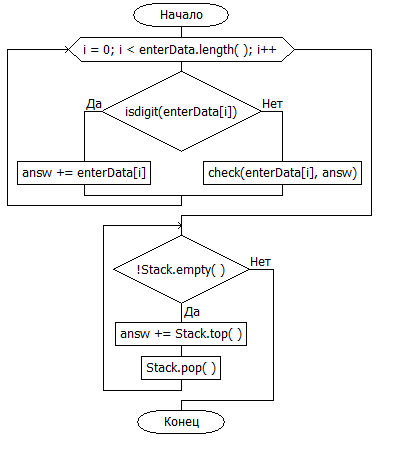 Начало
i = 0; i < enterData.length( ); i++
Да
Нет
isdigit(enterData[i])
answ += enterData[i]
check(enterData[i], answ)
!Stack.empty( )
Нет
Да
answ += Stack.top( )
Stack.pop( )
Конец